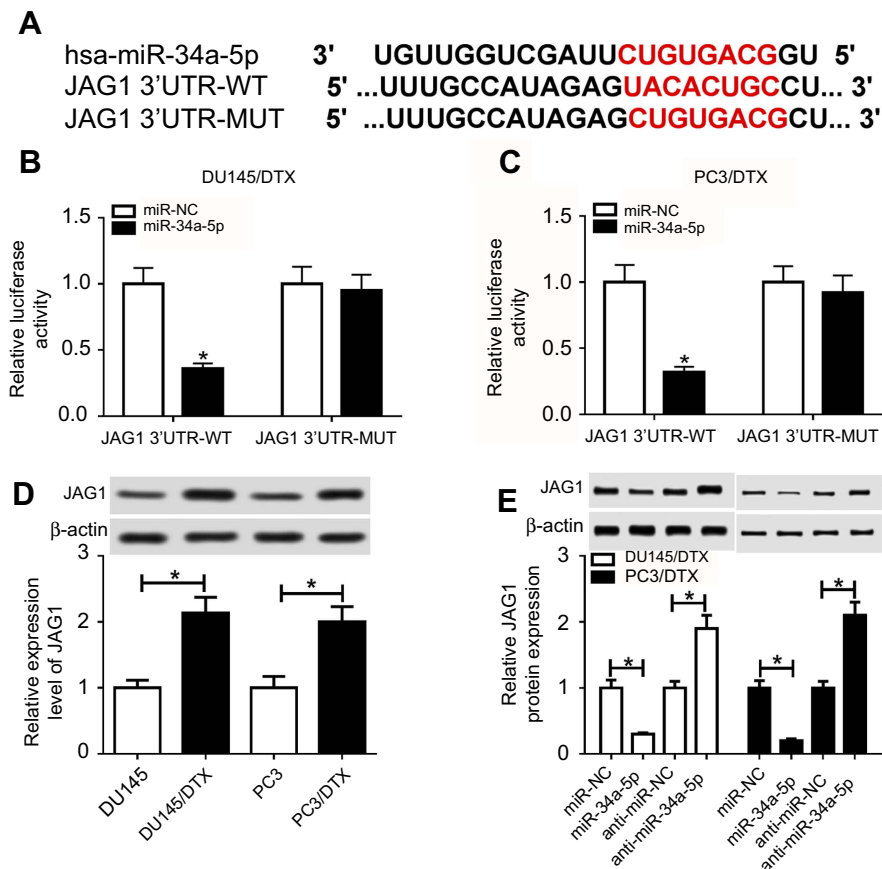 A
hsa-miR-34a-5p 3' UGUUGGUCGAUUCUGUGACGGU 5'
JAG1 3'UTR-WT 5' ...UUUGCCAUAGAGUACACUGCCU... 3'
JAG1 3'UTR-MUT 5' ...UUUGCCAUAGAGCUGUGACGCU... 3'
B
DU145/DTX
miR-NC
miR-34a-5p
Relative luciferase
activity
1.5
1.0
0.5
0.0
*
JAG1 3'UTR-WT JAG1 3'UTR-MUT
C
PC3/DTX
miR-NC
miR-34a-5p
Relative luciferase
activity
1.5
1.0
0.5
0.0
*
JAG1 3'UTR-WT JAG1 3'UTR-MUT
D
JAG1
β-actin
Relative expression
level of JAG1
3
2
1
0
* *
DU145
DU145/DTX
PC3
PC3/DTX
E
JAG1
β-actin
DU145/DTX
PC3/DTX
Relative JAG1
protein expression
3
2
1
0
* * * *
miR-NC
miR-34a-5p
anti-miR-NC
anti-miR-34a-5p
miR-NC
miR-34a-5p
anti-miR-NC
anti-miR-34a-5p